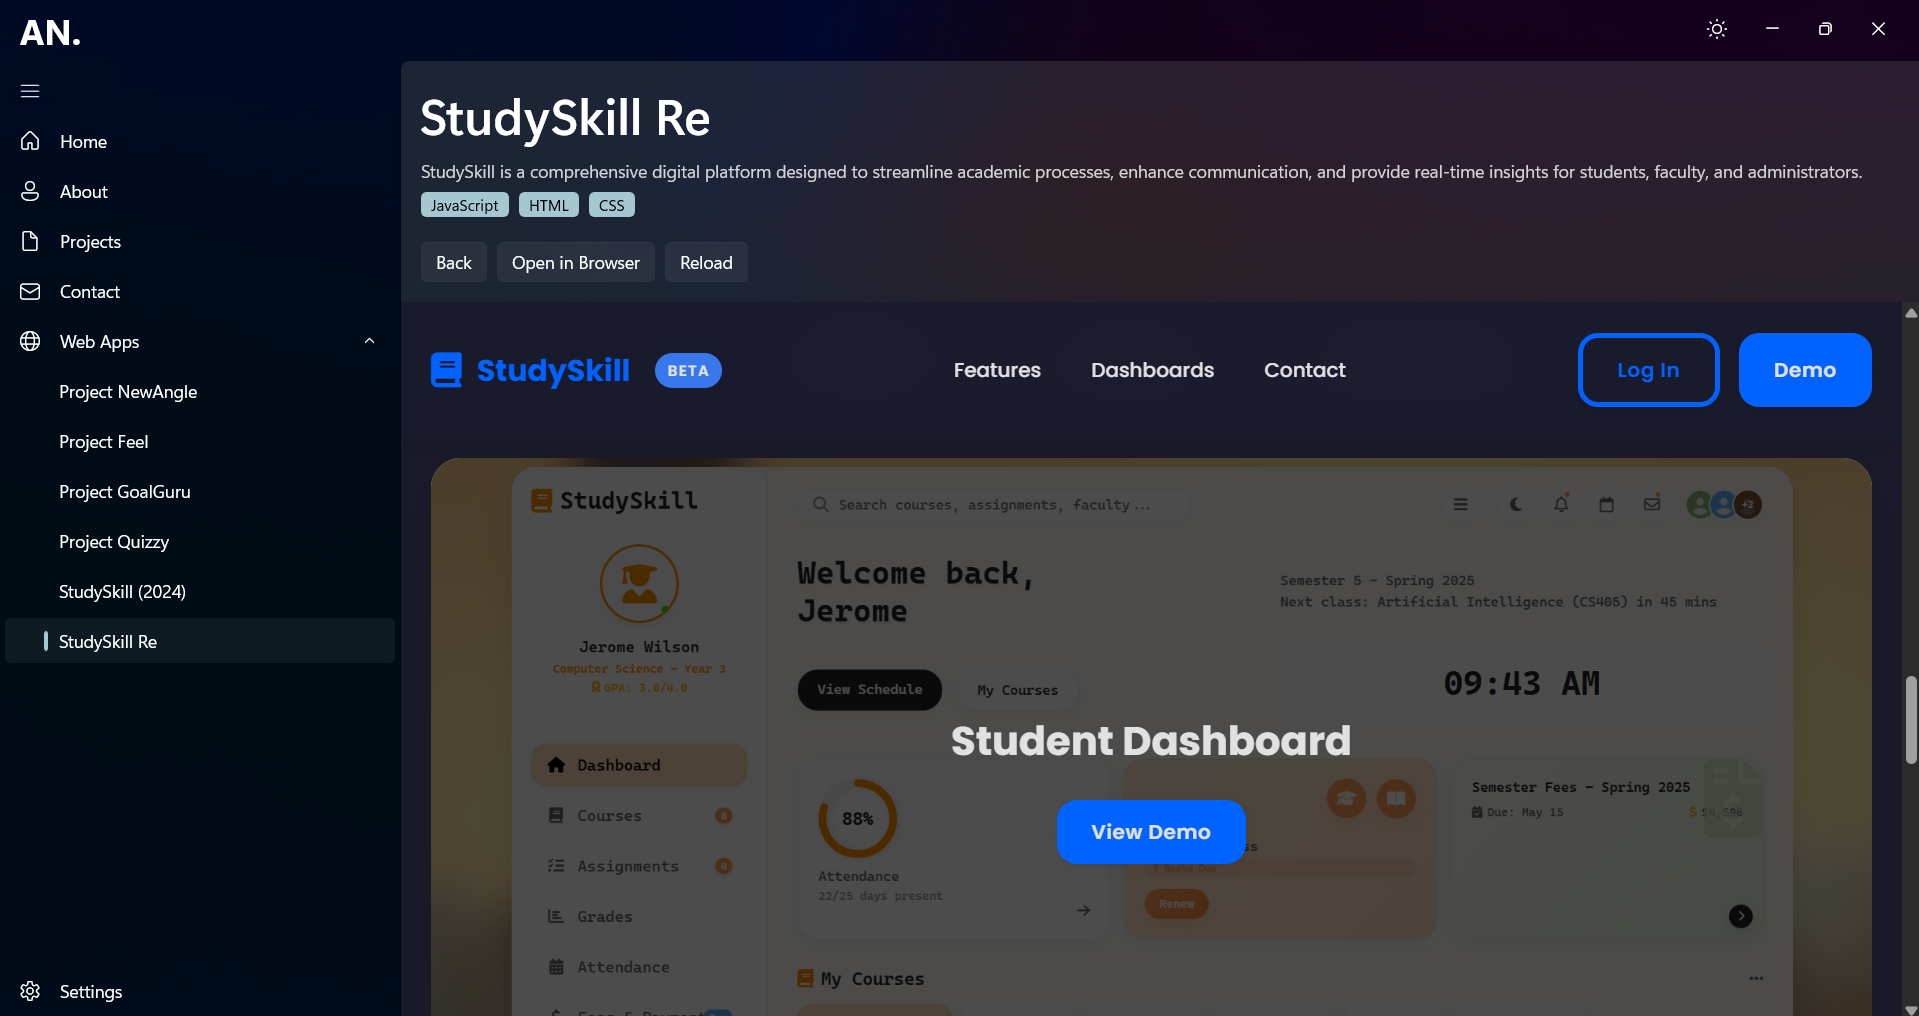 AN.
Home
About
Projects
Contact
Web Apps
Project NewAngle
Project Feel
Project GoalGuru
Project Quizzy
StudySkill (2024)
StudySkill Re
Settings
StudySkill Re
StudySkill is a comprehensive digital platform designed to streamline academic processes, enhance communication, and provide real-time insights for students, faculty, and administrators.
JavaScript HTML CSS
Back Open in Browser Reload
StudySkill BETA Features Dashboards Contact Log In Demo
StudySkill
Search courses, assignments, faculty...
+2
Jerome Wilson
Computer Science - Year 3
GPA: 3.8/4.0
Dashboard
Courses 6
Assignments 4
Grades
Attendance
Welcome back,
Jerome
Semester 5 - Spring 2025
Next class: Artificial Intelligence (CS405) in 45 mins
View Schedule My Courses
09:43 AM
Student Dashboard
View Demo
88%
Attendance
22/25 days present
3 Books Due
Renew
Semester Fees - Spring 2025
Due: May 15
My Courses